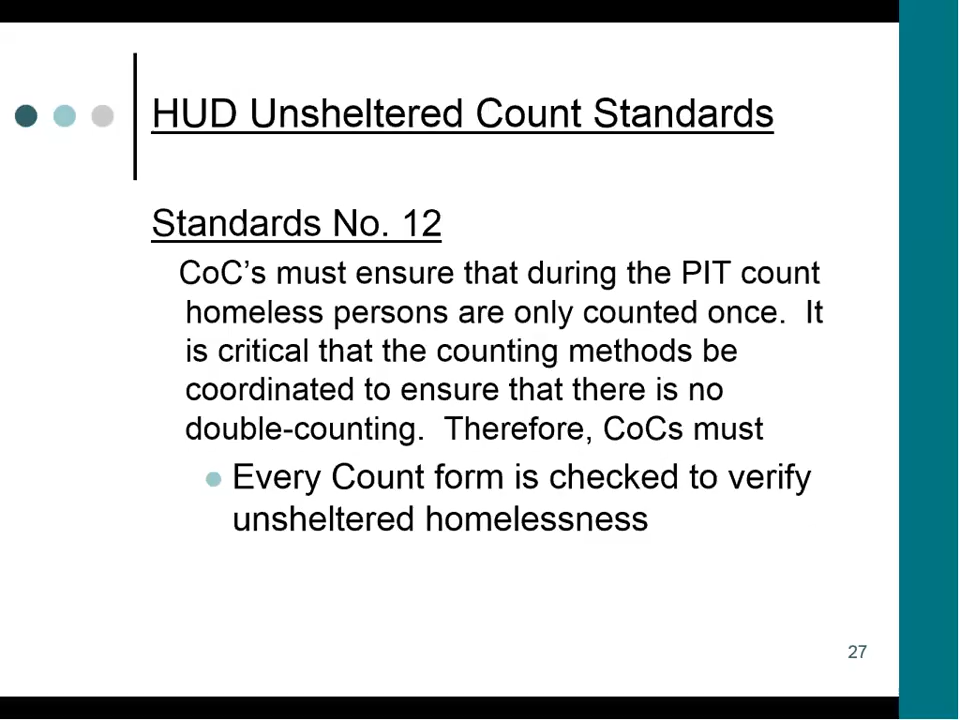 HUD Unsheltered Count Standards
Standards No. 12
CoC’s must ensure that during the PIT count
homeless persons are only counted once.  It
is critical that the counting methods be
coordinated to ensure that there is no
double-counting.  Therefore, CoCs must
Every Count form is checked to verify
unsheltered homelessness
27